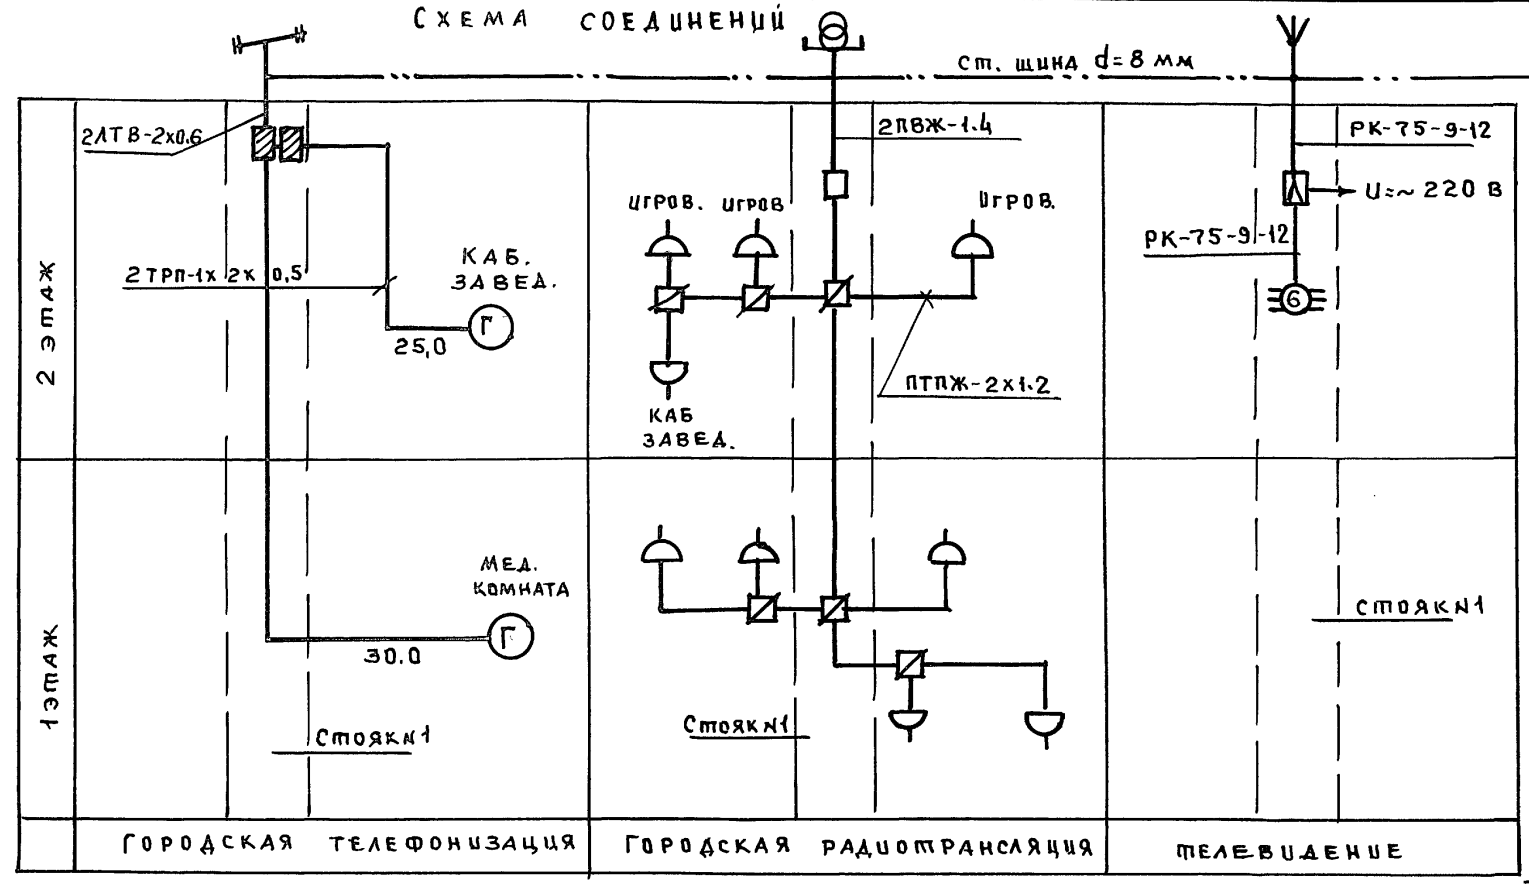 СХЕМА СОЕДИНЕНИЙ
ст. шина d=8 мм
2ЛТВ-2х0.6
2ПВЖ-1.4
РК-75-9-12
U=~ 220 В
игров. игров игров.
РК-75-9-12
2ТРП-1х2х0,5
КАБ.
ЗАВЕД.
Г
25,0
6
ПТПЖ-2х1.2
КАБ
ЗАВЕД.
2 этаж
МЕД.
КОМНАТА
Г
30.0
Стояк N1
Стояк N1
Стояк N1
1 этаж
ГОРОДСКАЯ ТЕЛЕФОНИЗАЦИЯ
ГОРОДСКАЯ РАДИОТРАНСЛЯЦИЯ
ТЕЛЕВИДЕНИЕ